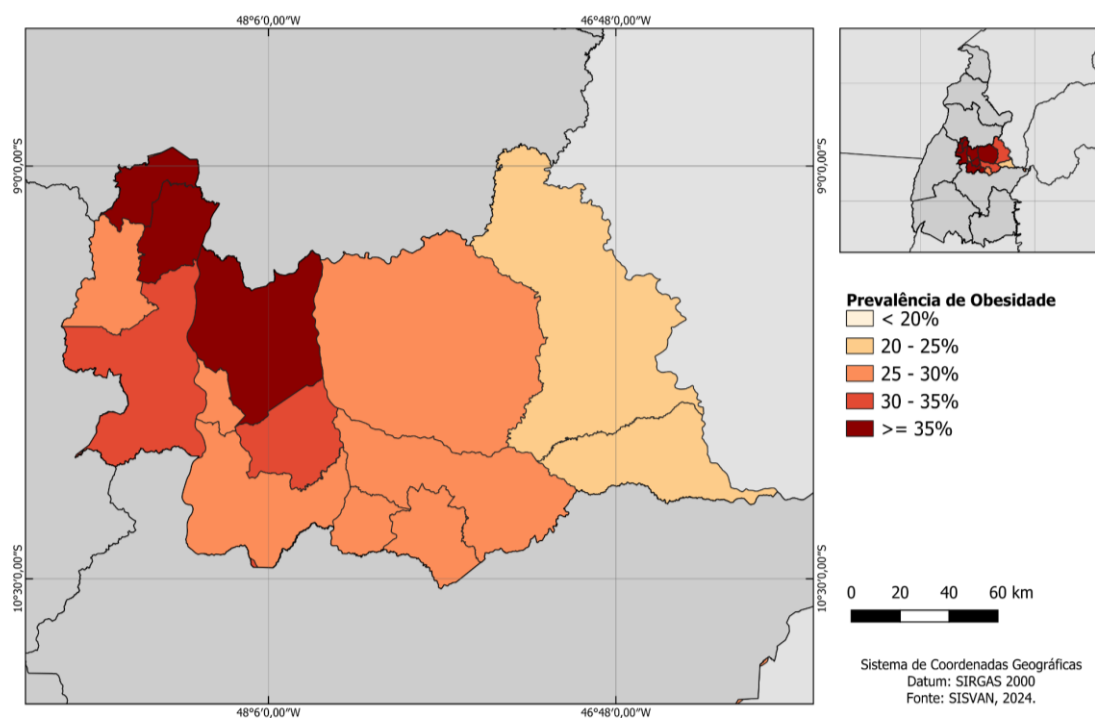 48°6'0,00"W
46°48'0,00"W
9°0'0,00"S
9°0'0,00"S
10°30'0,00"S
10°30'0,00"S
48°6'0,00"W
46°48'0,00"W
Prevalência de Obesidade
< 20%
20 - 25%
25 - 30%
30 - 35%
>= 35%
0 20 40 60 km
Sistema de Coordenadas Geográficas
Datum: SIRGAS 2000
Fonte: SISVAN, 2024.